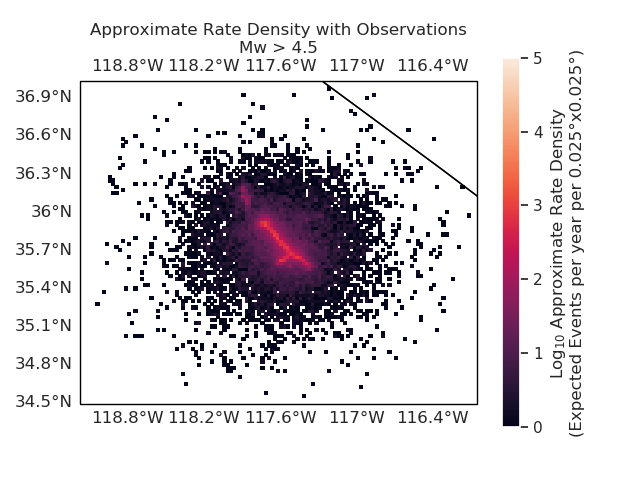 Approximate Rate Density with Observations
Mw > 4.5
118.8°W 118.2°W 117.6°W 117°W 116.4°W
36.9°N
36.6°N
36.3°N
36°N
35.7°N
35.4°N
35.1°N
34.8°N
34.5°N
118.8°W 118.2°W 117.6°W 117°W 116.4°W
5
4
3
2
1
0
Log₁₀ Approximate Rate Density
(Expected Events per year per 0.025°x0.025°)